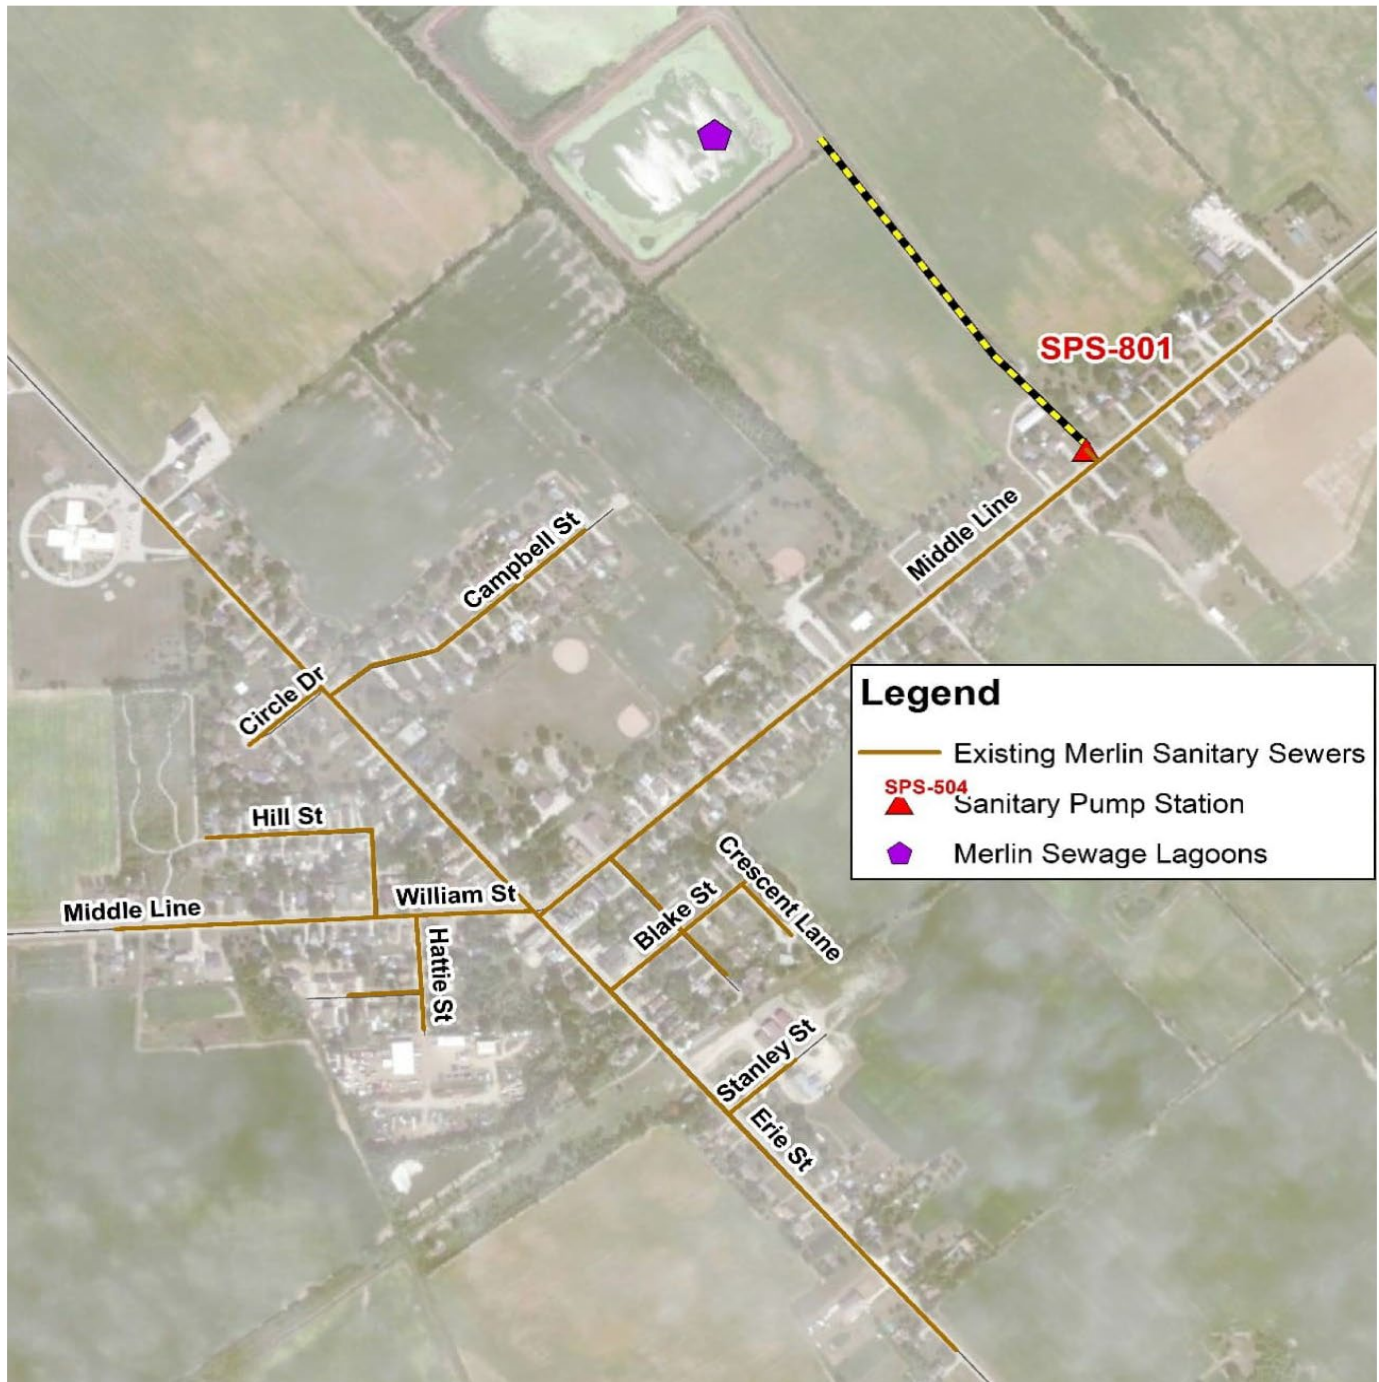 SPS-801
Middle Line
Campbell St
Circle Dr
Legend
Existing Merlin Sanitary Sewers
SPS-504
Sanitary Pump Station
Merlin Sewage Lagoons
Hill St
William St
Middle Line
Crescent Lane
Blake St
Hattie St
Stanley St
Erie St